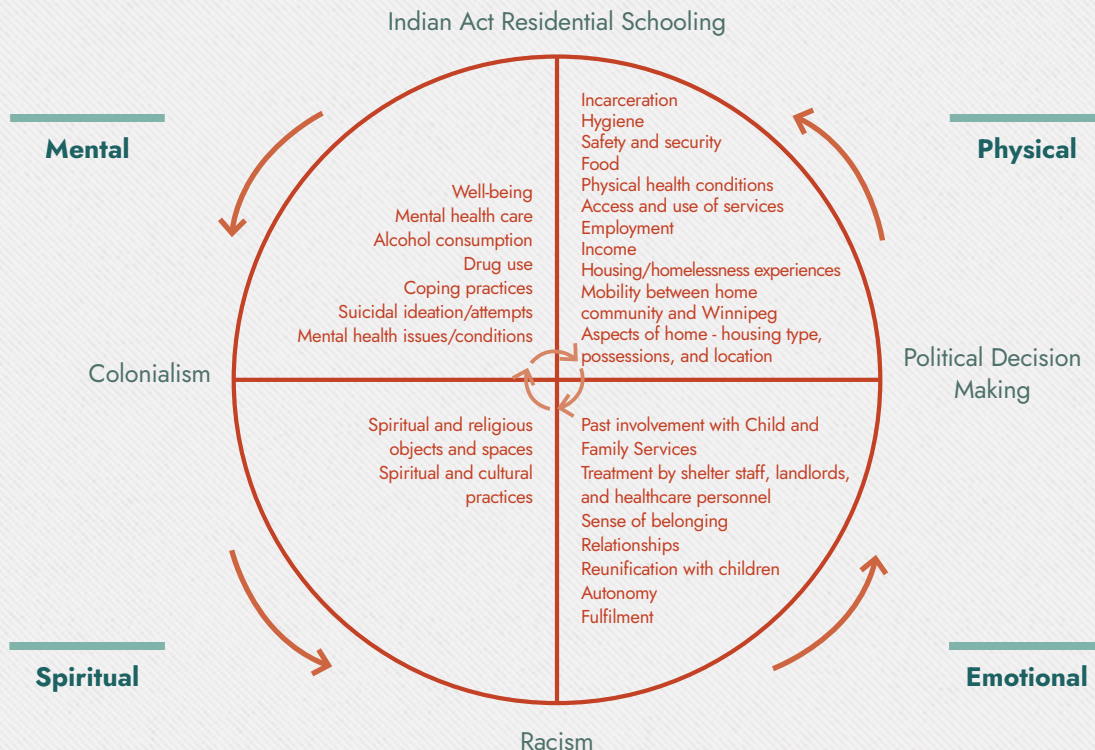 Indian Act Residential Schooling
Mental
Physical
Well-being
Mental health care
Alcohol consumption
Drug use
Coping practices
Suicidal ideation/attempts
Mental health issues/conditions
Incarceration
Hygiene
Safety and security
Food
Physical health conditions
Access and use of services
Employment
Income
Housing/homelessness experiences
Mobility between home
community and Winnipeg
Aspects of home - housing type,
possessions, and location
Colonialism
Political Decision
Making
Spiritual and religious
objects and spaces
Spiritual and cultural
practices
Past involvement with Child and
Family Services
Treatment by shelter staff, landlords,
and healthcare personnel
Sense of belonging
Relationships
Reunification with children
Autonomy
Fulfilment
Spiritual
Emotional
Racism